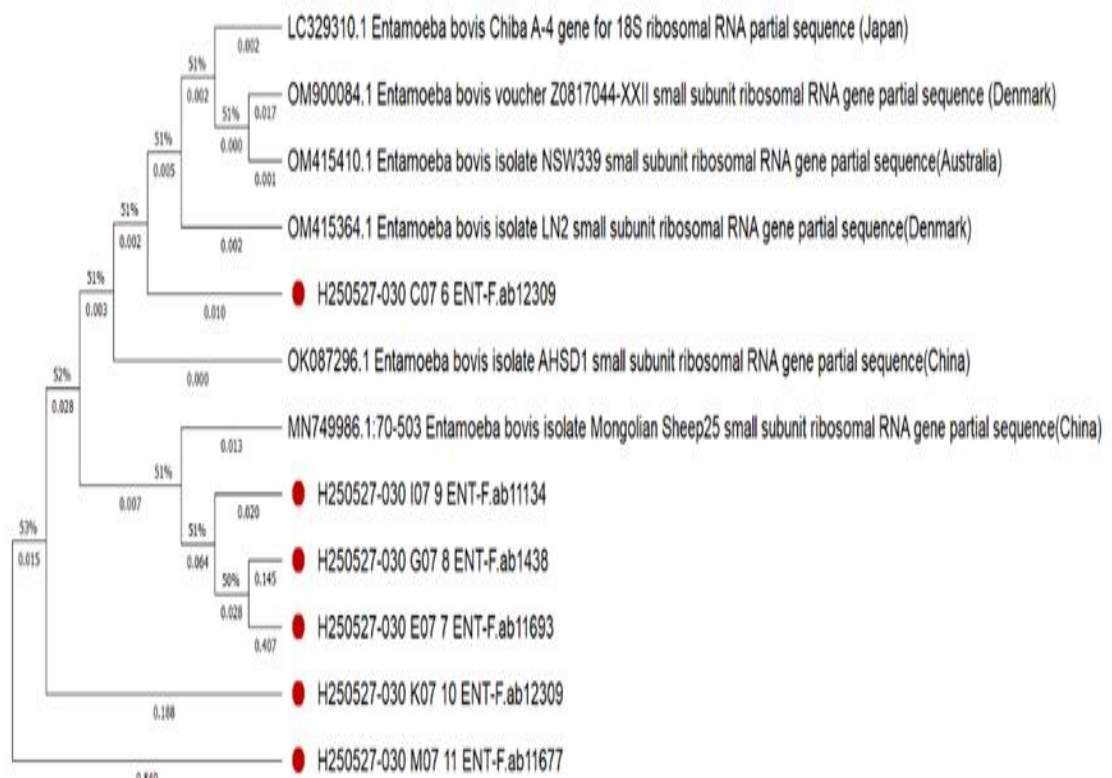 LC329310.1 Entamoeba bovis Chiba A-4 gene for 18S ribosomal RNA partial sequence (Japan)
0.002
51%
0.002
OM900084.1 Entamoeba bovis voucher Z0817044-XXII small subunit ribosomal RNA gene partial sequence (Denmark)
51%
0.017
0.000
51%
0.005
OM415410.1 Entamoeba bovis isolate NSW339 small subunit ribosomal RNA gene partial sequence(Australia)
0.001
51%
0.002
OM415364.1 Entamoeba bovis isolate LN2 small subunit ribosomal RNA gene partial sequence(Denmark)
0.002
51%
0.003
H250527-030 C07 6 ENT-F.ab12309
0.010
OK087296.1 Entamoeba bovis isolate AHSD1 small subunit ribosomal RNA gene partial sequence(China)
0.000
52%
0.028
MN749986.1:70-503 Entamoeba bovis isolate Mongolian Sheep25 small subunit ribosomal RNA gene partial sequence(China)
0.013
51%
0.007
H250527-030 I07 9 ENT-F.ab11134
0.020
51%
0.064
H250527-030 G07 8 ENT-F.ab1438
50%
0.145
0.028
H250527-030 E07 7 ENT-F.ab11693
0.407
53%
0.015
H250527-030 K07 10 ENT-F.ab12309
0.188
H250527-030 M07 11 ENT-F.ab11677